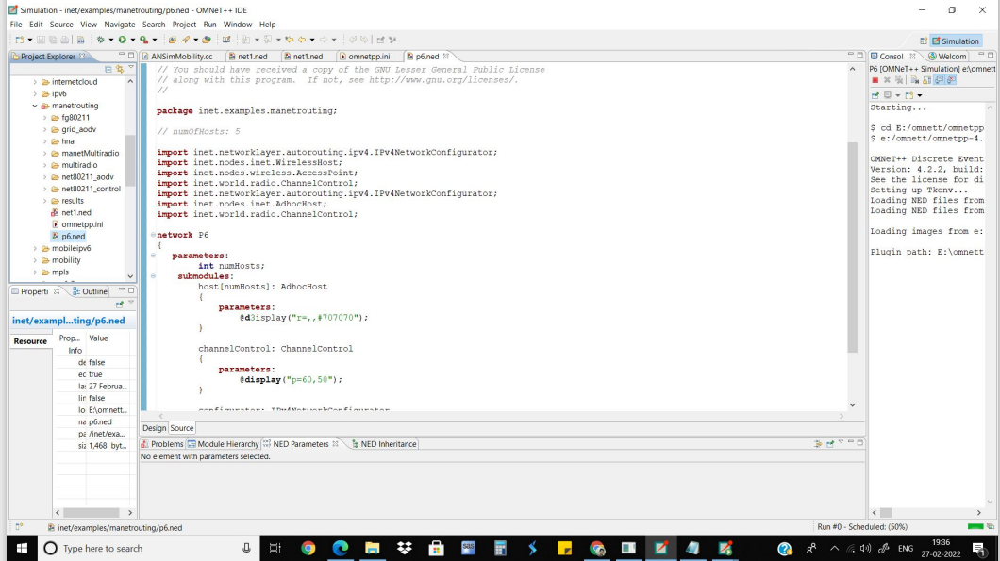 Simulation - inet/examples/manetrouting/p6.ned - OMNeT++ IDE
File Edit Source View Navigate Search Project Run Window Help
Simulation
Project Explorer
internetcloud
ipv6
manetrouting
fg80211
grid_aodv
hna
manetMultiradio
multiradio
net80211_aodv
net80211_control
results
net1.ned
omnetpp.ini
p6.ned
mobileipv6
mobility
mpls
Properti Outline
inet/exampl...ting/p6.ned
Resource
Prop... Value
Info
de false
ec true
la: 27 Februa...
lir false
lo E:\omnett...
na p6.ned
pa /inet/exa...
siz 1,468 byt...
ANSimMobility.cc net1.ned net1.ned omnetpp.ini p6.ned
// You should have received a copy of the GNU Lesser General Public License
// along with this program. If not, see http://www.gnu.org/licenses/.
//
package inet.examples.manetrouting;
// numOfHosts: 5
import inet.networklayer.autorouting.ipv4.IPv4NetworkConfigurator;
import inet.nodes.inet.WirelessHost;
import inet.nodes.wireless.AccessPoint;
import inet.world.radio.ChannelControl;
import inet.networklayer.autorouting.ipv4.IPv4NetworkConfigurator;
import inet.nodes.inet.AdhocHost;
import inet.world.radio.ChannelControl;
network P6
{
parameters:
int numHosts;
submodules:
host[numHosts]: AdhocHost
{
parameters:
@d3isplay("r=,,#707070");
}
channelControl: ChannelControl
{
parameters:
@display("p=60,50");
}
configurator: IPv4NetworkConfigurator
Design Source
Problems Module Hierarchy NED Parameters NED Inheritance
No element with parameters selected.
Consol Welcom
P6 [OMNeT++ Simulation] e:\omnett
Starting...
$ cd E:/omnett/omnetpp
$ e:/omnett/omnetpp-4.
OMNeT++ Discrete Event
Version: 4.2.2, build:
See the license for di
Setting up Tkenv...
Loading NED files from
Loading NED files from
Loading images from e:
Plugin path: E:\omnett
inet/examples/manetrouting/p6.ned
Run #0 - Scheduled: (50%)
Type here to search
sas
ENG
19:36
27-02-2022